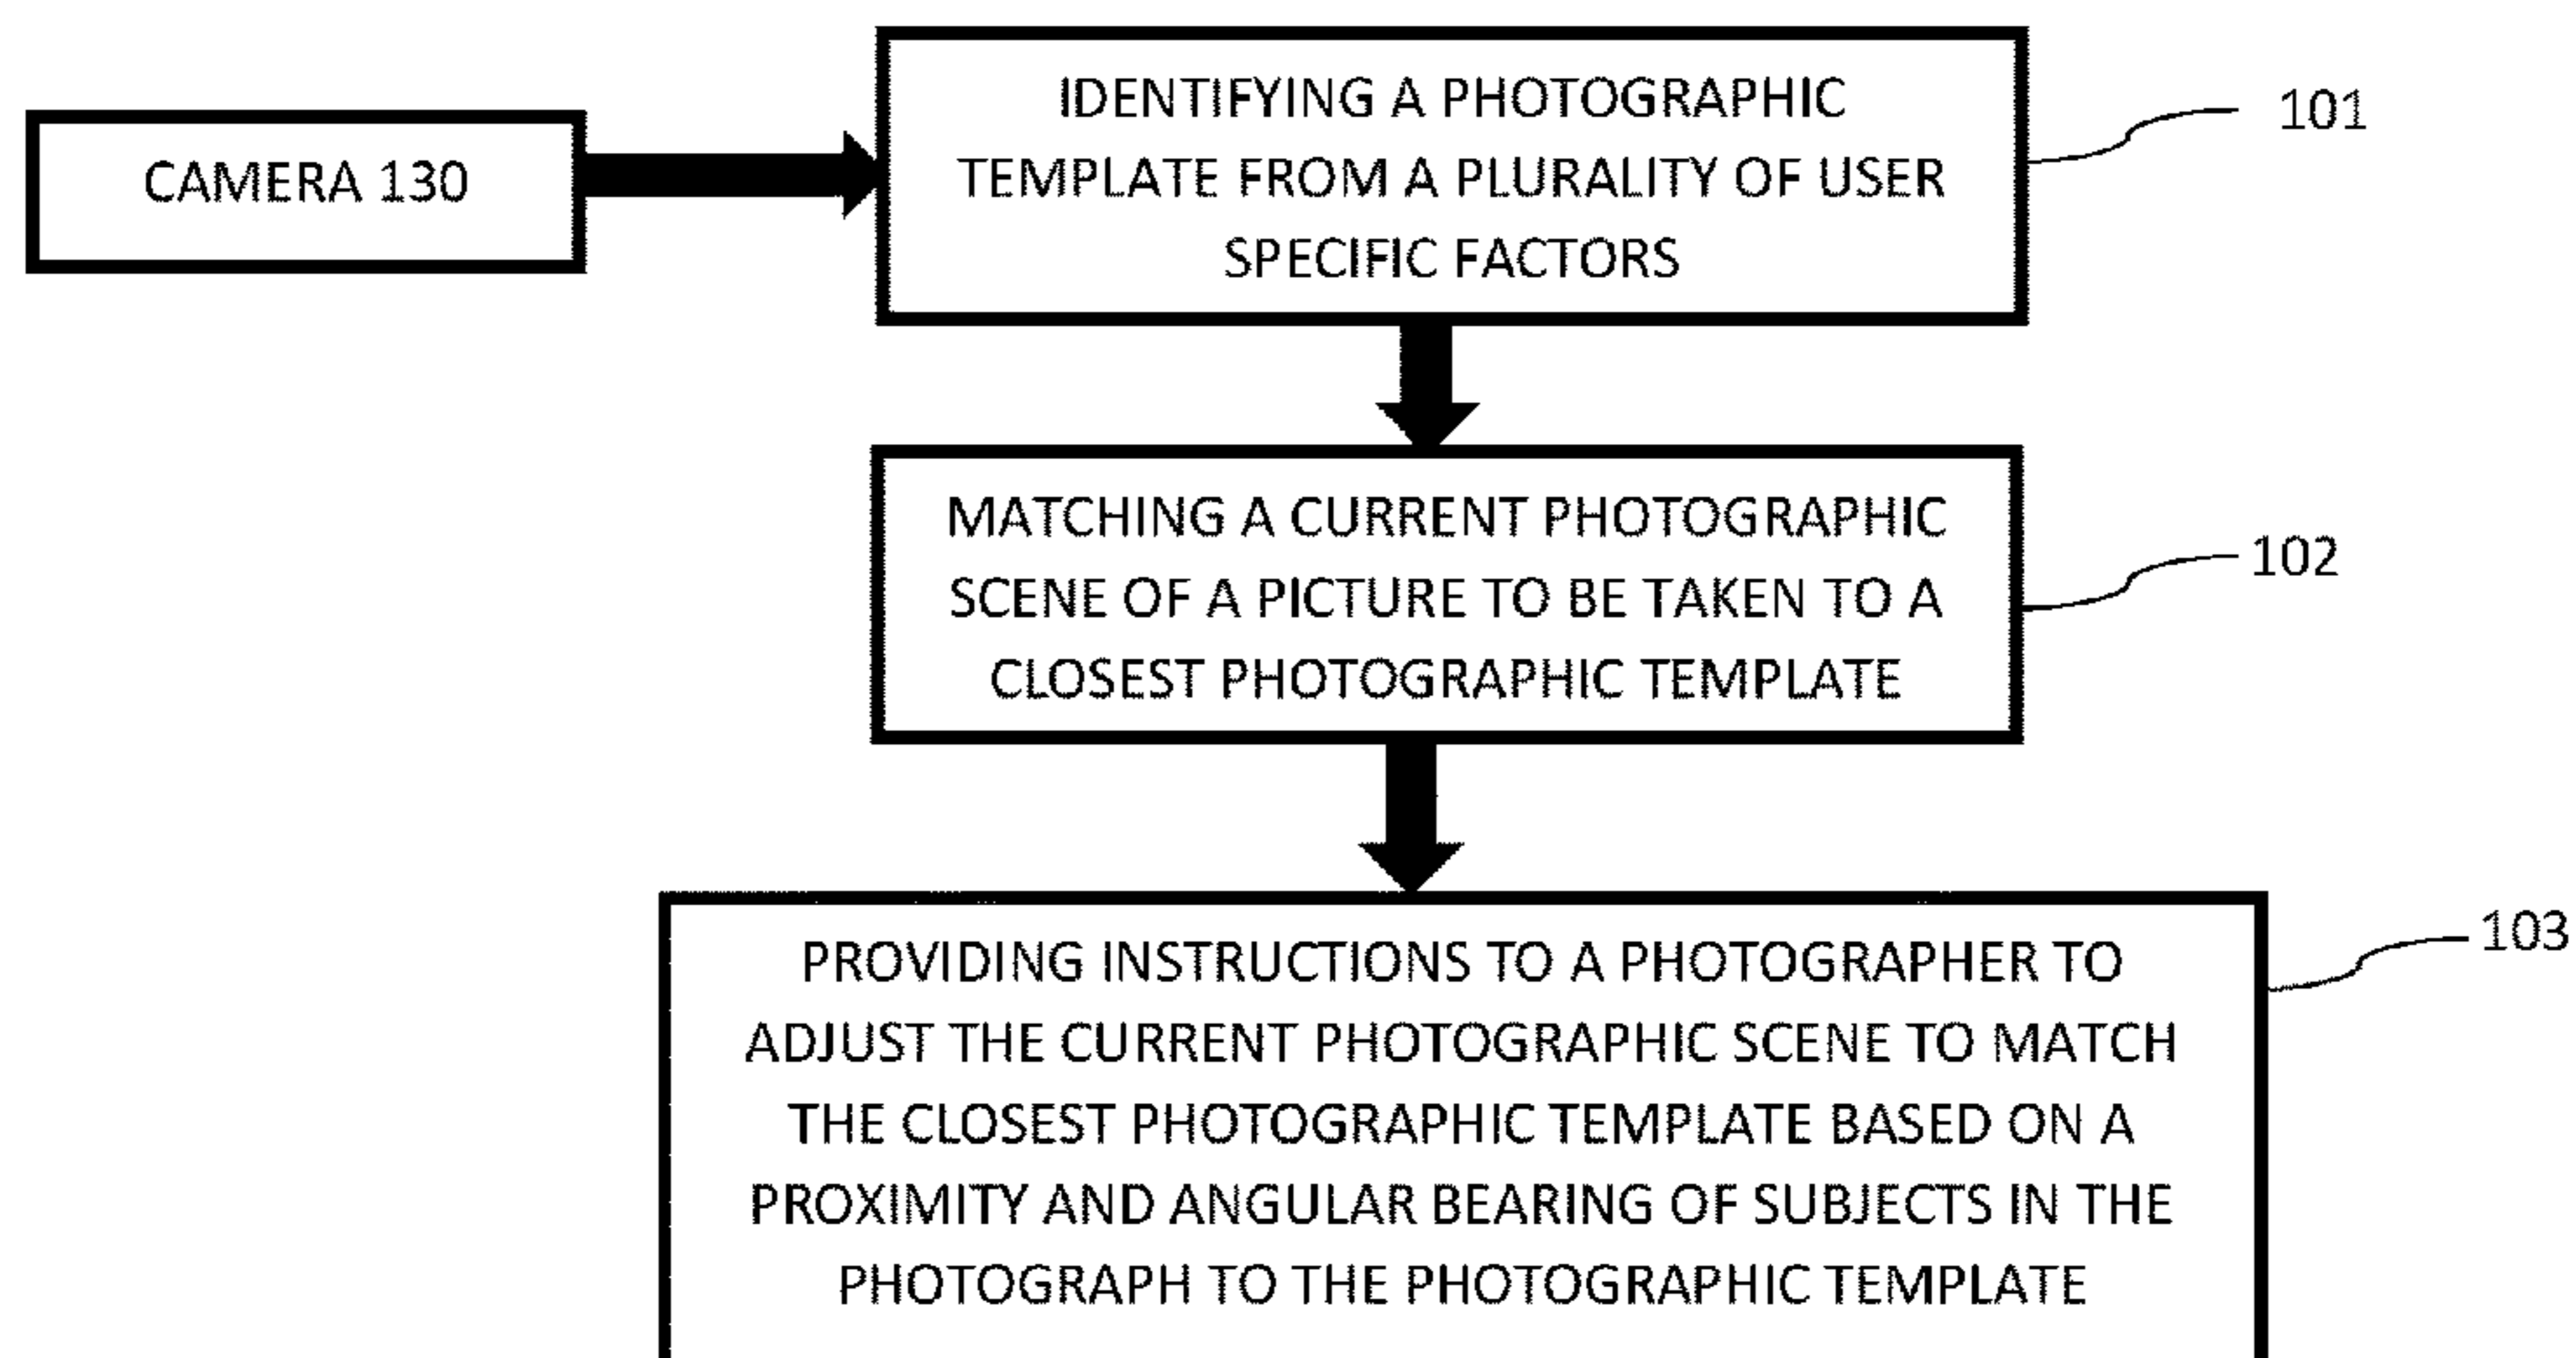 CAMERA 130
IDENTIFYING A PHOTOGRAPHIC
TEMPLATE FROM A PLURALITY OF USER
SPECIFIC FACTORS
101
MATCHING A CURRENT PHOTOGRAPHIC
SCENE OF A PICTURE TO BE TAKEN TO A
CLOSEST PHOTOGRAPHIC TEMPLATE
102
PROVIDING INSTRUCTIONS TO A PHOTOGRAPHER TO
ADJUST THE CURRENT PHOTOGRAPHIC SCENE TO MATCH
THE CLOSEST PHOTOGRAPHIC TEMPLATE BASED ON A
PROXIMITY AND ANGULAR BEARING OF SUBJECTS IN THE
PHOTOGRAPH TO THE PHOTOGRAPHIC TEMPLATE
103